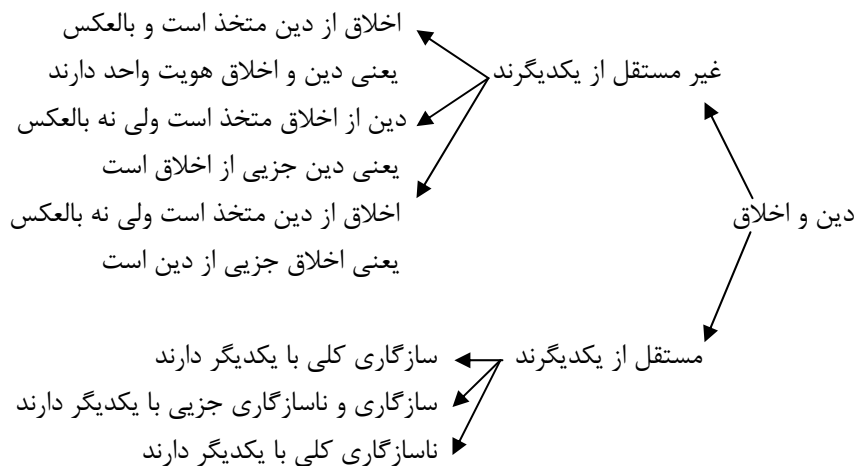 اخلاق از دین متخذ است و بالعکس
غیر مستقل از یکدیگرند
یعنی دین و اخلاق هویت واحد دارند
دین از اخلاق متخذ است ولی نه بالعکس
یعنی دین جزیی از اخلاق است
دین و اخلاق
اخلاق از دین متخذ است ولی نه بالعکس
یعنی اخلاق جزیی از دین است
مستقل از یکدیگرند
سازگاری کلی با یکدیگر دارند
سازگاری و ناسازگاری جزیی با یکدیگر دارند
ناسازگاری کلی با یکدیگر دارند